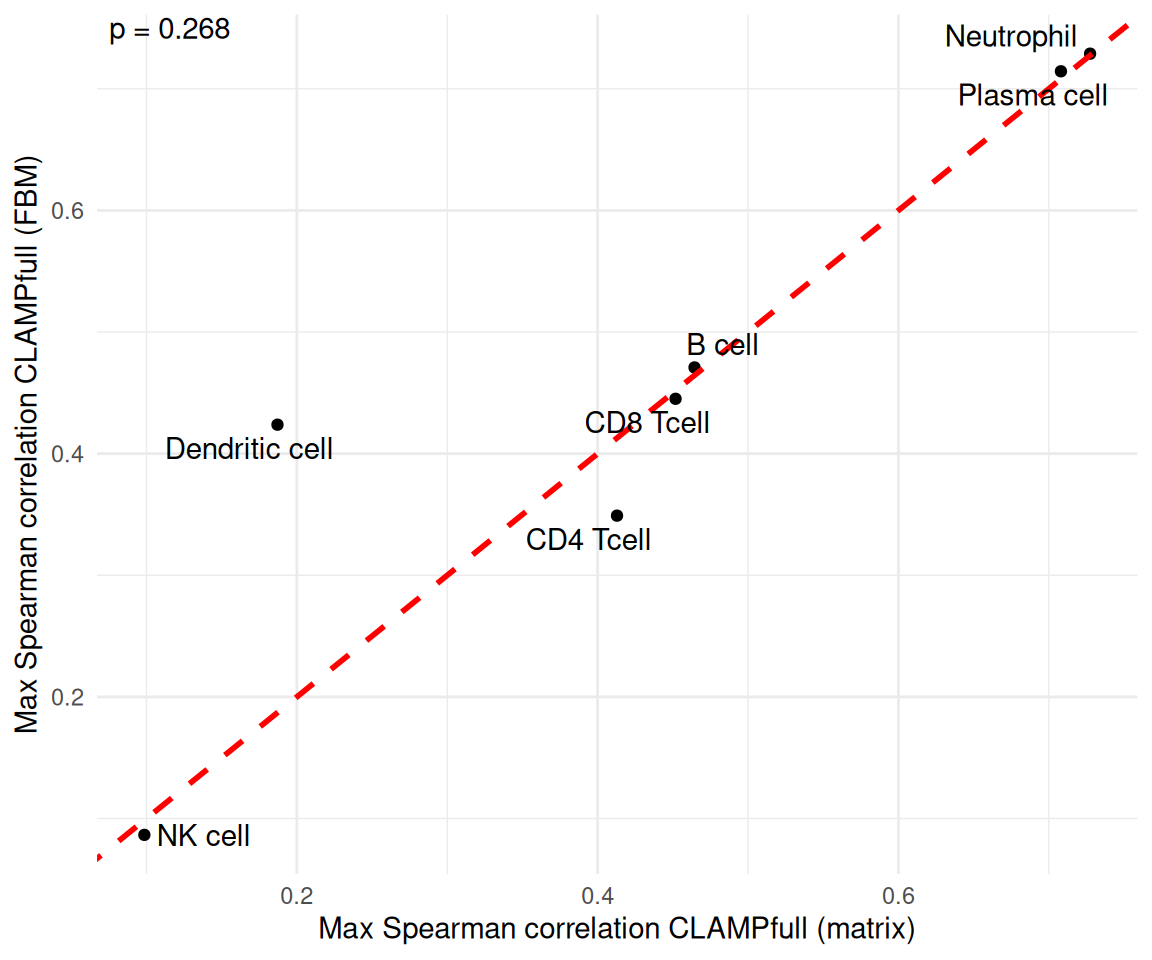 p = 0.268
Neutrophil
Plasma cell
B cell
CD8 Tcell
Dendritic cell
CD4 Tcell
NK cell
0.6
0.4
0.2
0.2
0.4
0.6
Max Spearman correlation CLAMPfull (FBM)
Max Spearman correlation CLAMPfull (matrix)